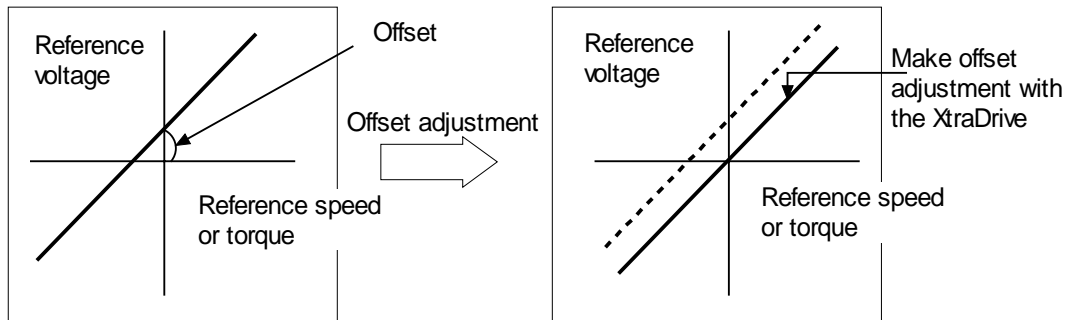 Reference
voltage
Offset
Reference speed
or torque
Offset adjustment
Reference
voltage
Make offset
adjustment with
the XtraDrive
Reference speed
or torque